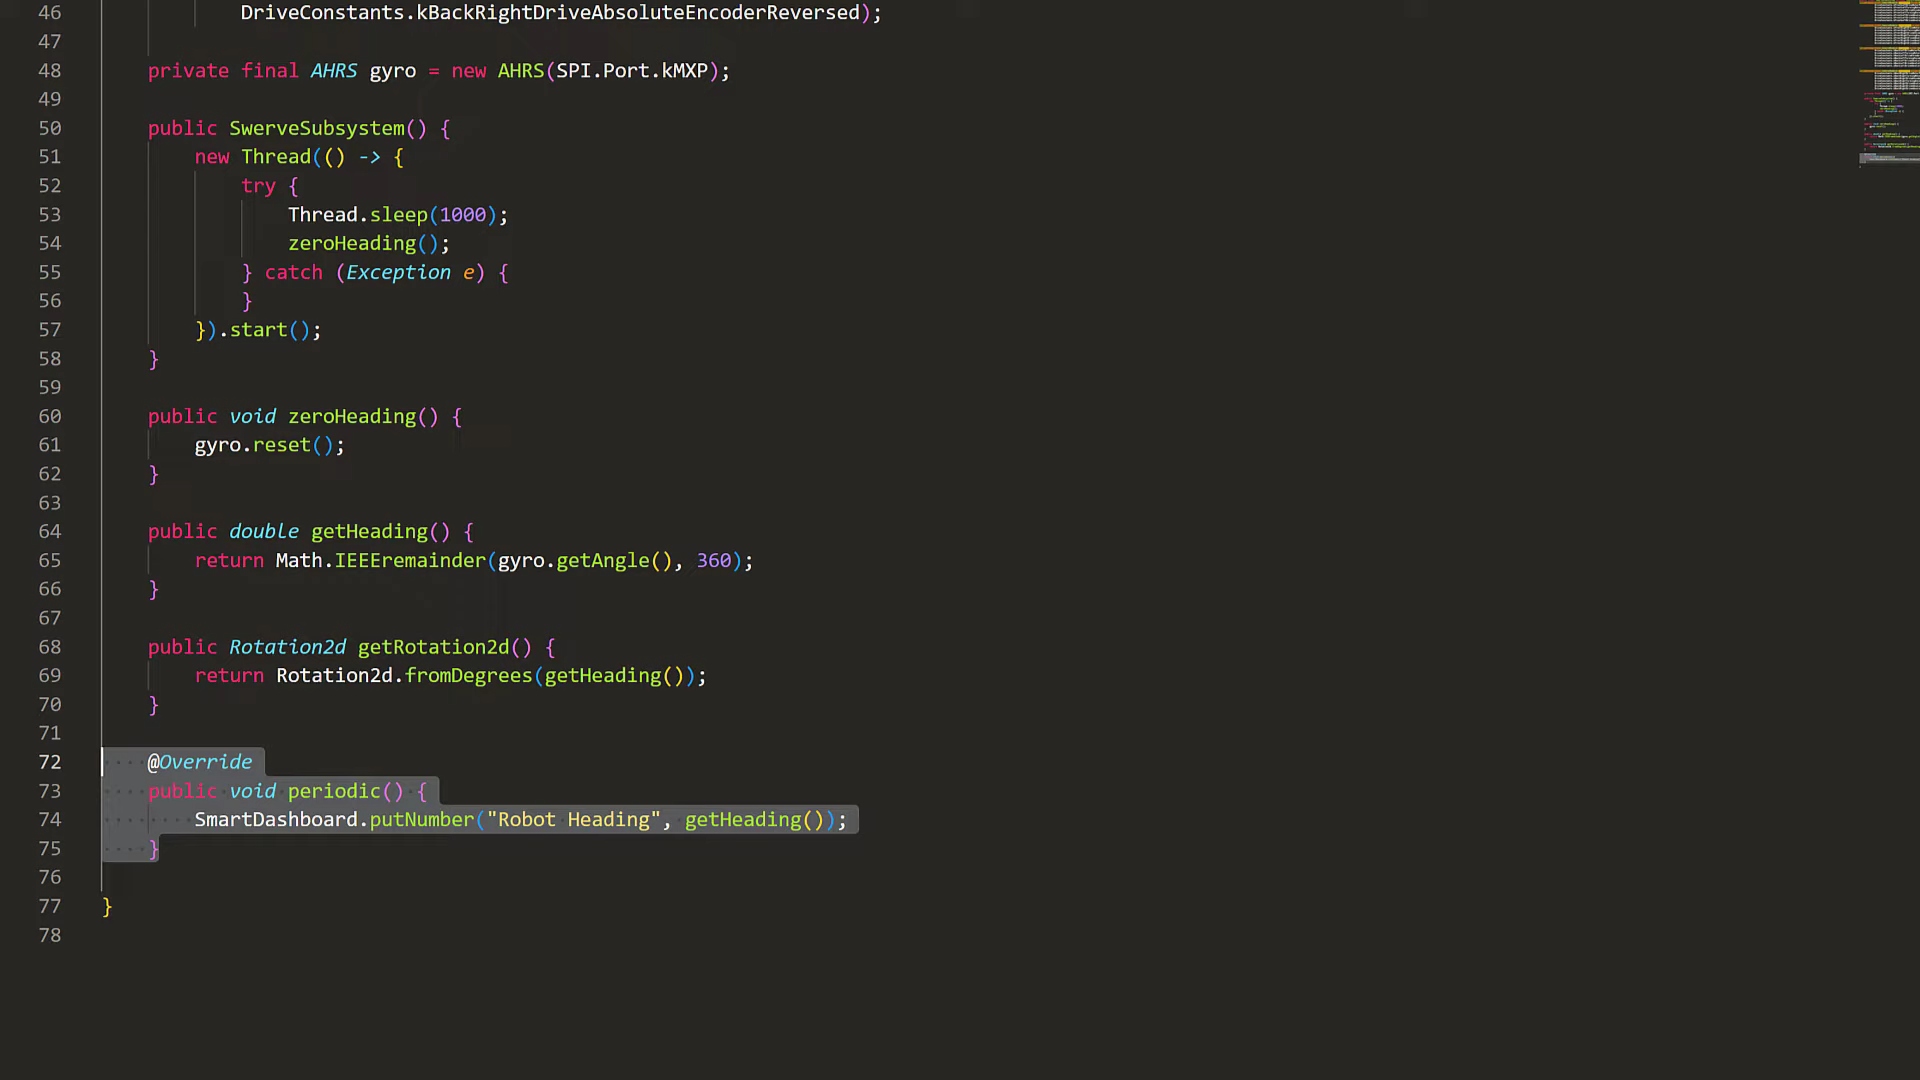 46 DriveConstants.kBackRightDriveAbsoluteEncoderReversed);
47
48 private final AHRS gyro = new AHRS(SPI.Port.kMXP);
49
50 public SwerveSubsystem() {
51 new Thread(() -> {
52 try {
53 Thread.sleep(1000);
54 zeroHeading();
55 } catch (Exception e) {
56 }
57 }).start();
58 }
59
60 public void zeroHeading() {
61 gyro.reset();
62 }
63
64 public double getHeading() {
65 return Math.IEEEremainder(gyro.getAngle(), 360);
66 }
67
68 public Rotation2d getRotation2d() {
69 return Rotation2d.fromDegrees(getHeading());
70 }
71
72 @Override
73 public void periodic() {
74 SmartDashboard.putNumber("Robot Heading", getHeading());
75 }
76
77 }
78